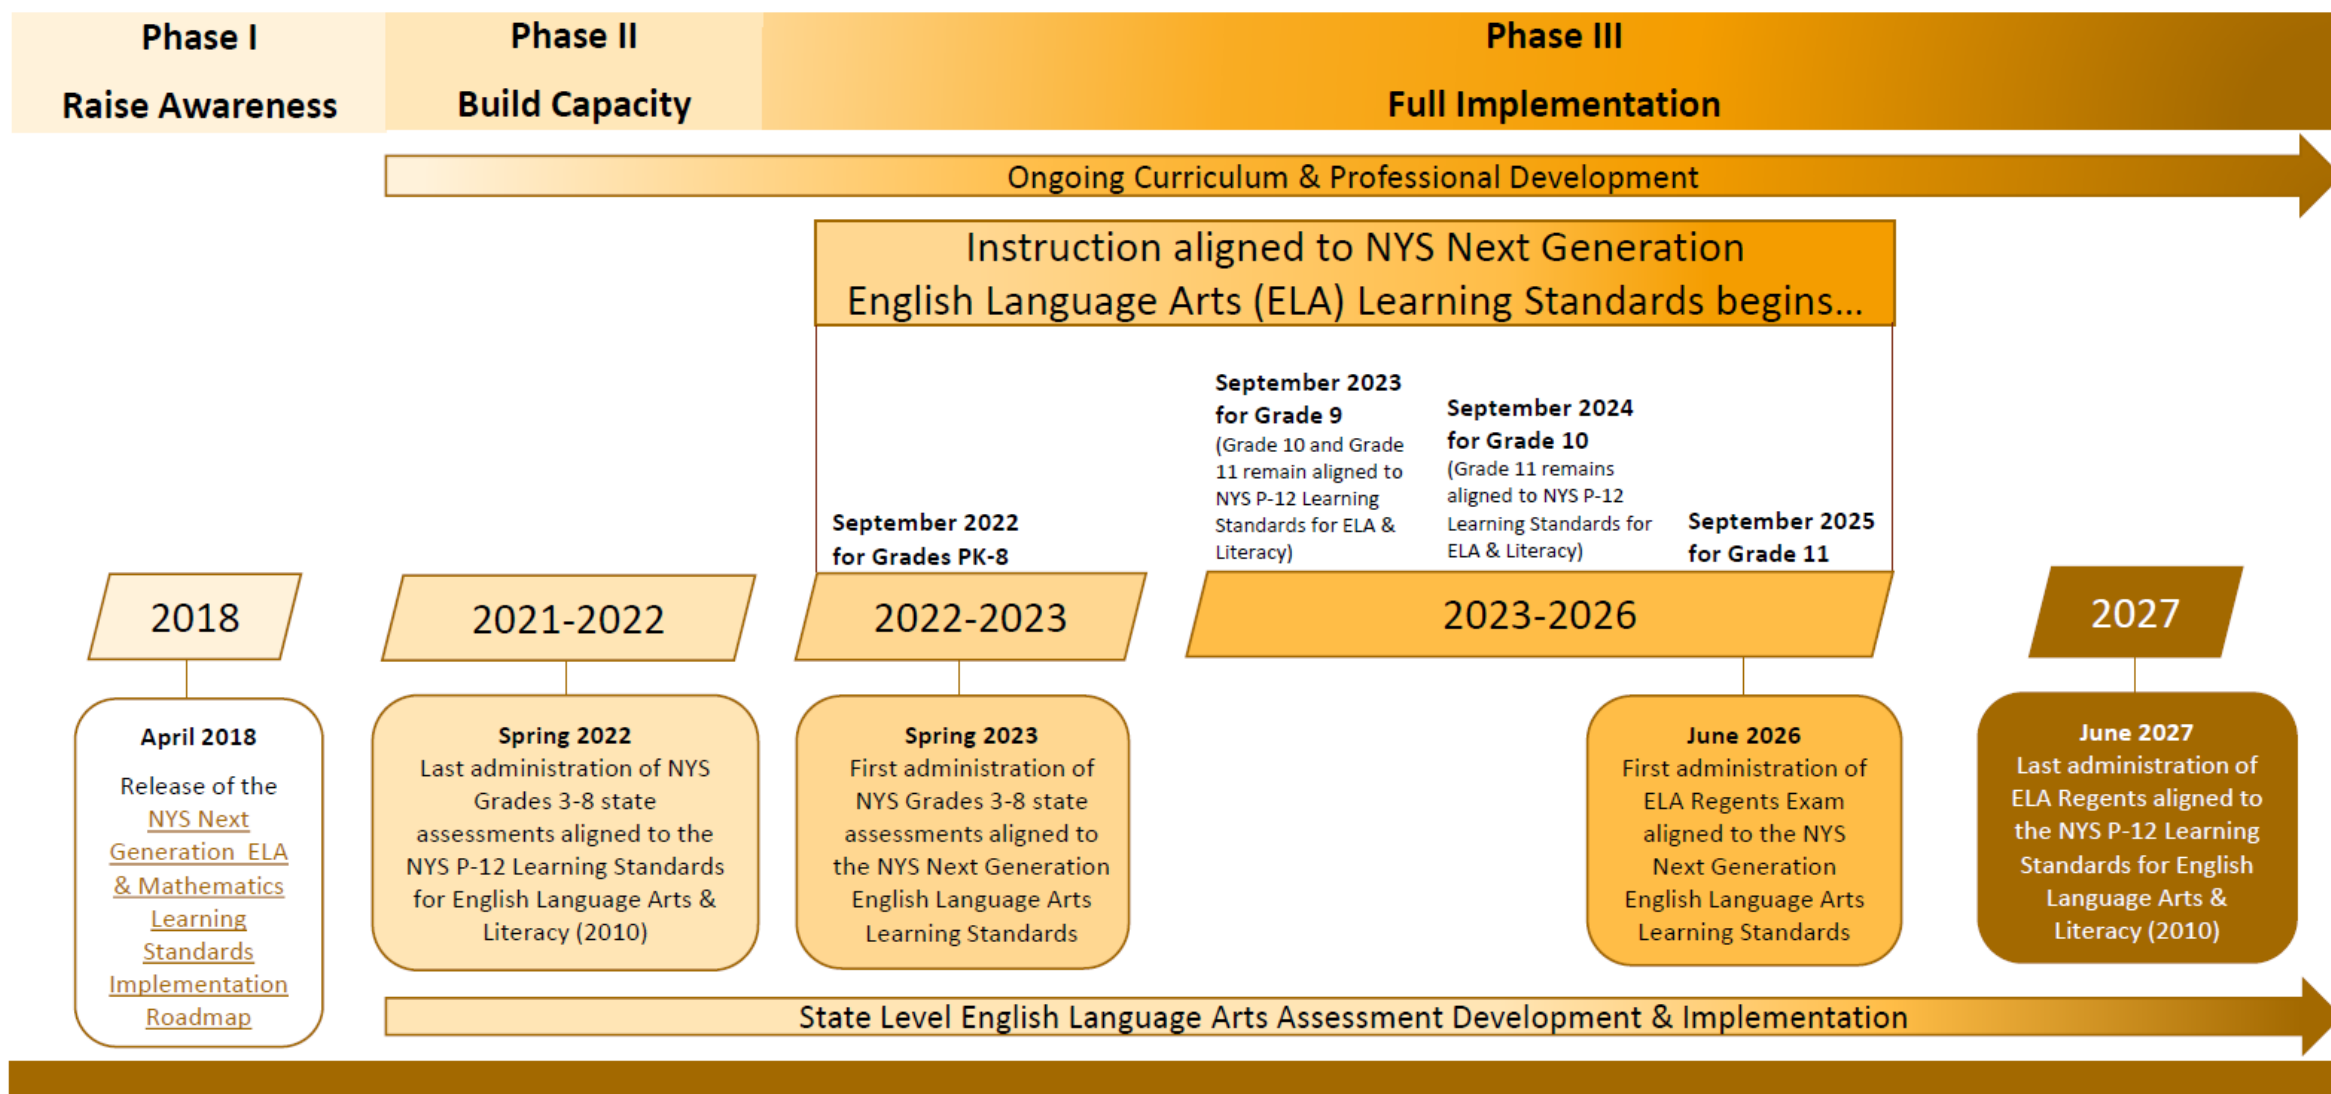 Phase I
Raise Awareness
Phase II
Build Capacity
Phase III
Full Implementation
Ongoing Curriculum & Professional Development
Instruction aligned to NYS Next Generation
English Language Arts (ELA) Learning Standards begins...
September 2022
for Grades PK-8
September 2023
for Grade 9
(Grade 10 and Grade
11 remain aligned to
NYS P-12 Learning
Standards for ELA &
Literacy)
September 2024
for Grade 10
(Grade 11 remains
aligned to NYS P-12
Learning Standards for
ELA & Literacy)
September 2025
for Grade 11
2018
2021-2022
2022-2023
2023-2026
2027
April 2018
Release of the
NYS Next
Generation ELA
& Mathematics
Learning
Standards
Implementation
Roadmap
Spring 2022
Last administration of NYS
Grades 3-8 state
assessments aligned to the
NYS P-12 Learning Standards
for English Language Arts &
Literacy (2010)
Spring 2023
First administration of
NYS Grades 3-8 state
assessments aligned to
the NYS Next Generation
English Language Arts
Learning Standards
June 2026
First administration of
ELA Regents Exam
aligned to the NYS
Next Generation
English Language Arts
Learning Standards
June 2027
Last administration of
ELA Regents aligned to
the NYS P-12 Learning
Standards for English
Language Arts &
Literacy (2010)
State Level English Language Arts Assessment Development & Implementation